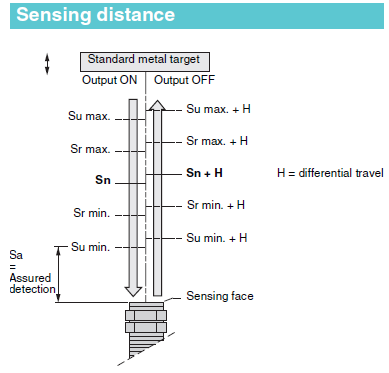 Sensing distance
Standard metal target
Output ON Output OFF
Su max. Su max. + H
Sr max. Sr max. + H
Sn Sn + H H = differential travel
Sr min. Sr min. + H
Su min. Su min. + H
Sa
=
Assured
detection
Sensing face